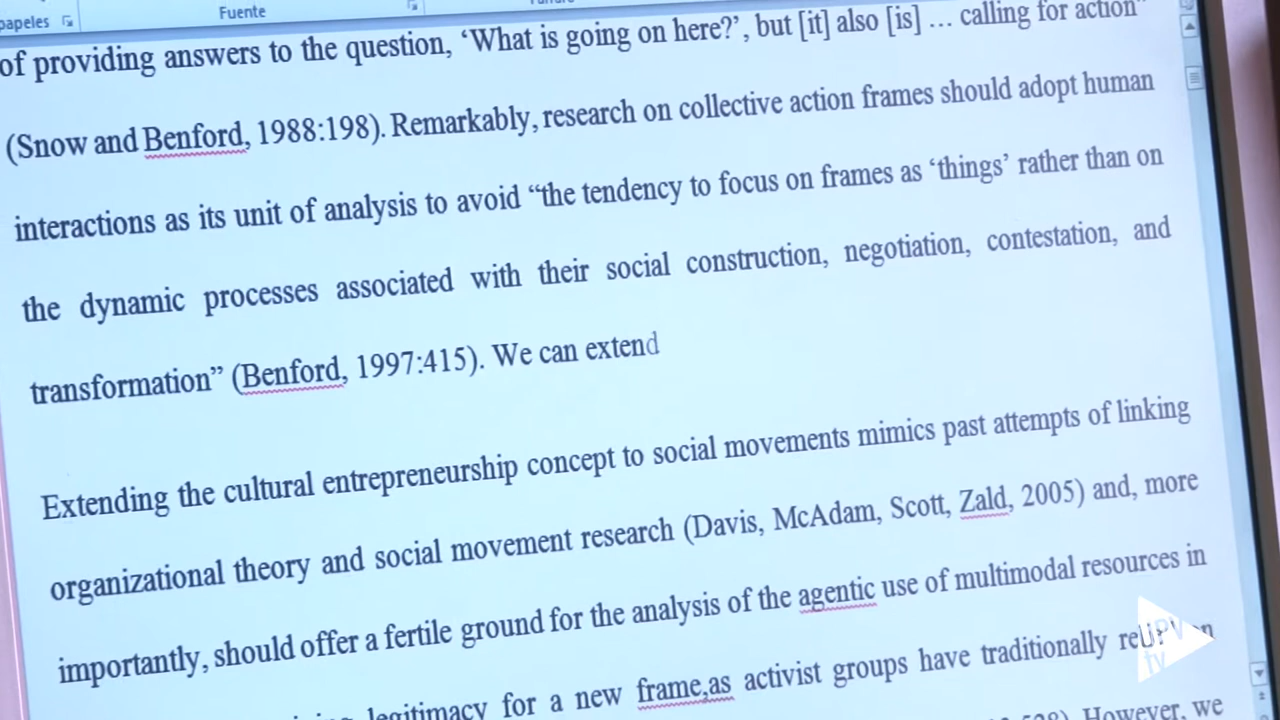 papeles
Fuente
of providing answers to the question, ‘What is going on here?’, but [it] also [is] … calling for action”
(Snow and Benford, 1988:198). Remarkably, research on collective action frames should adopt human
interactions as its unit of analysis to avoid “the tendency to focus on frames as ‘things’ rather than on
the dynamic processes associated with their social construction, negotiation, contestation, and
transformation” (Benford, 1997:415). We can extend
Extending the cultural entrepreneurship concept to social movements mimics past attempts of linking
organizational theory and social movement research (Davis, McAdam, Scott, Zald, 2005) and, more
importantly, should offer a fertile ground for the analysis of the agentic use of multimodal resources in
legitimacy for a new frame,as activist groups have traditionally
However, we
UPV
tv